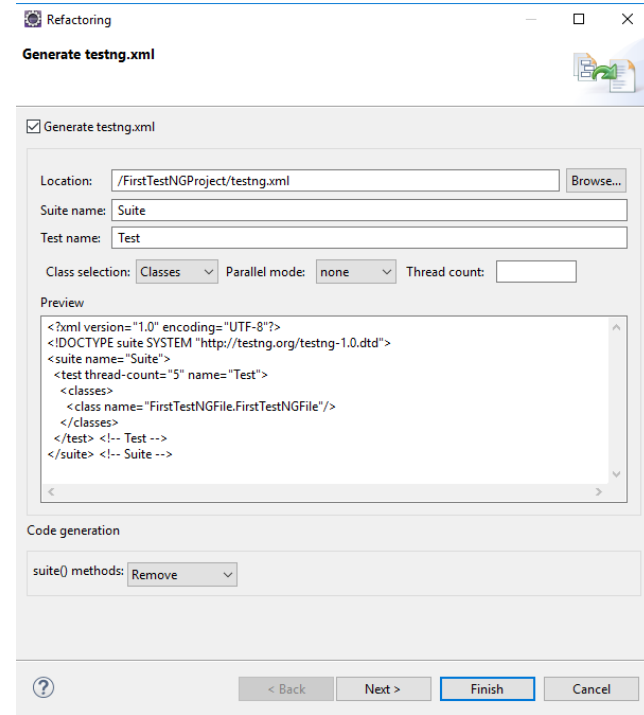 Refactoring
Generate testng.xml
Generate testng.xml
Location: /FirstTestNGProject/testng.xml Browse...
Suite name: Suite
Test name: Test
Class selection: Classes Parallel mode: none Thread count:
Preview
<?xml version="1.0" encoding="UTF-8"?>
<!DOCTYPE suite SYSTEM "http://testng.org/testng-1.0.dtd">
<suite name="Suite">
<test thread-count="5" name="Test">
<classes>
<class name="FirstTestNGFile.FirstTestNGFile"/>
</classes>
</test> <!-- Test -->
</suite> <!-- Suite -->
Code generation
suite() methods: Remove
? < Back Next > Finish Cancel